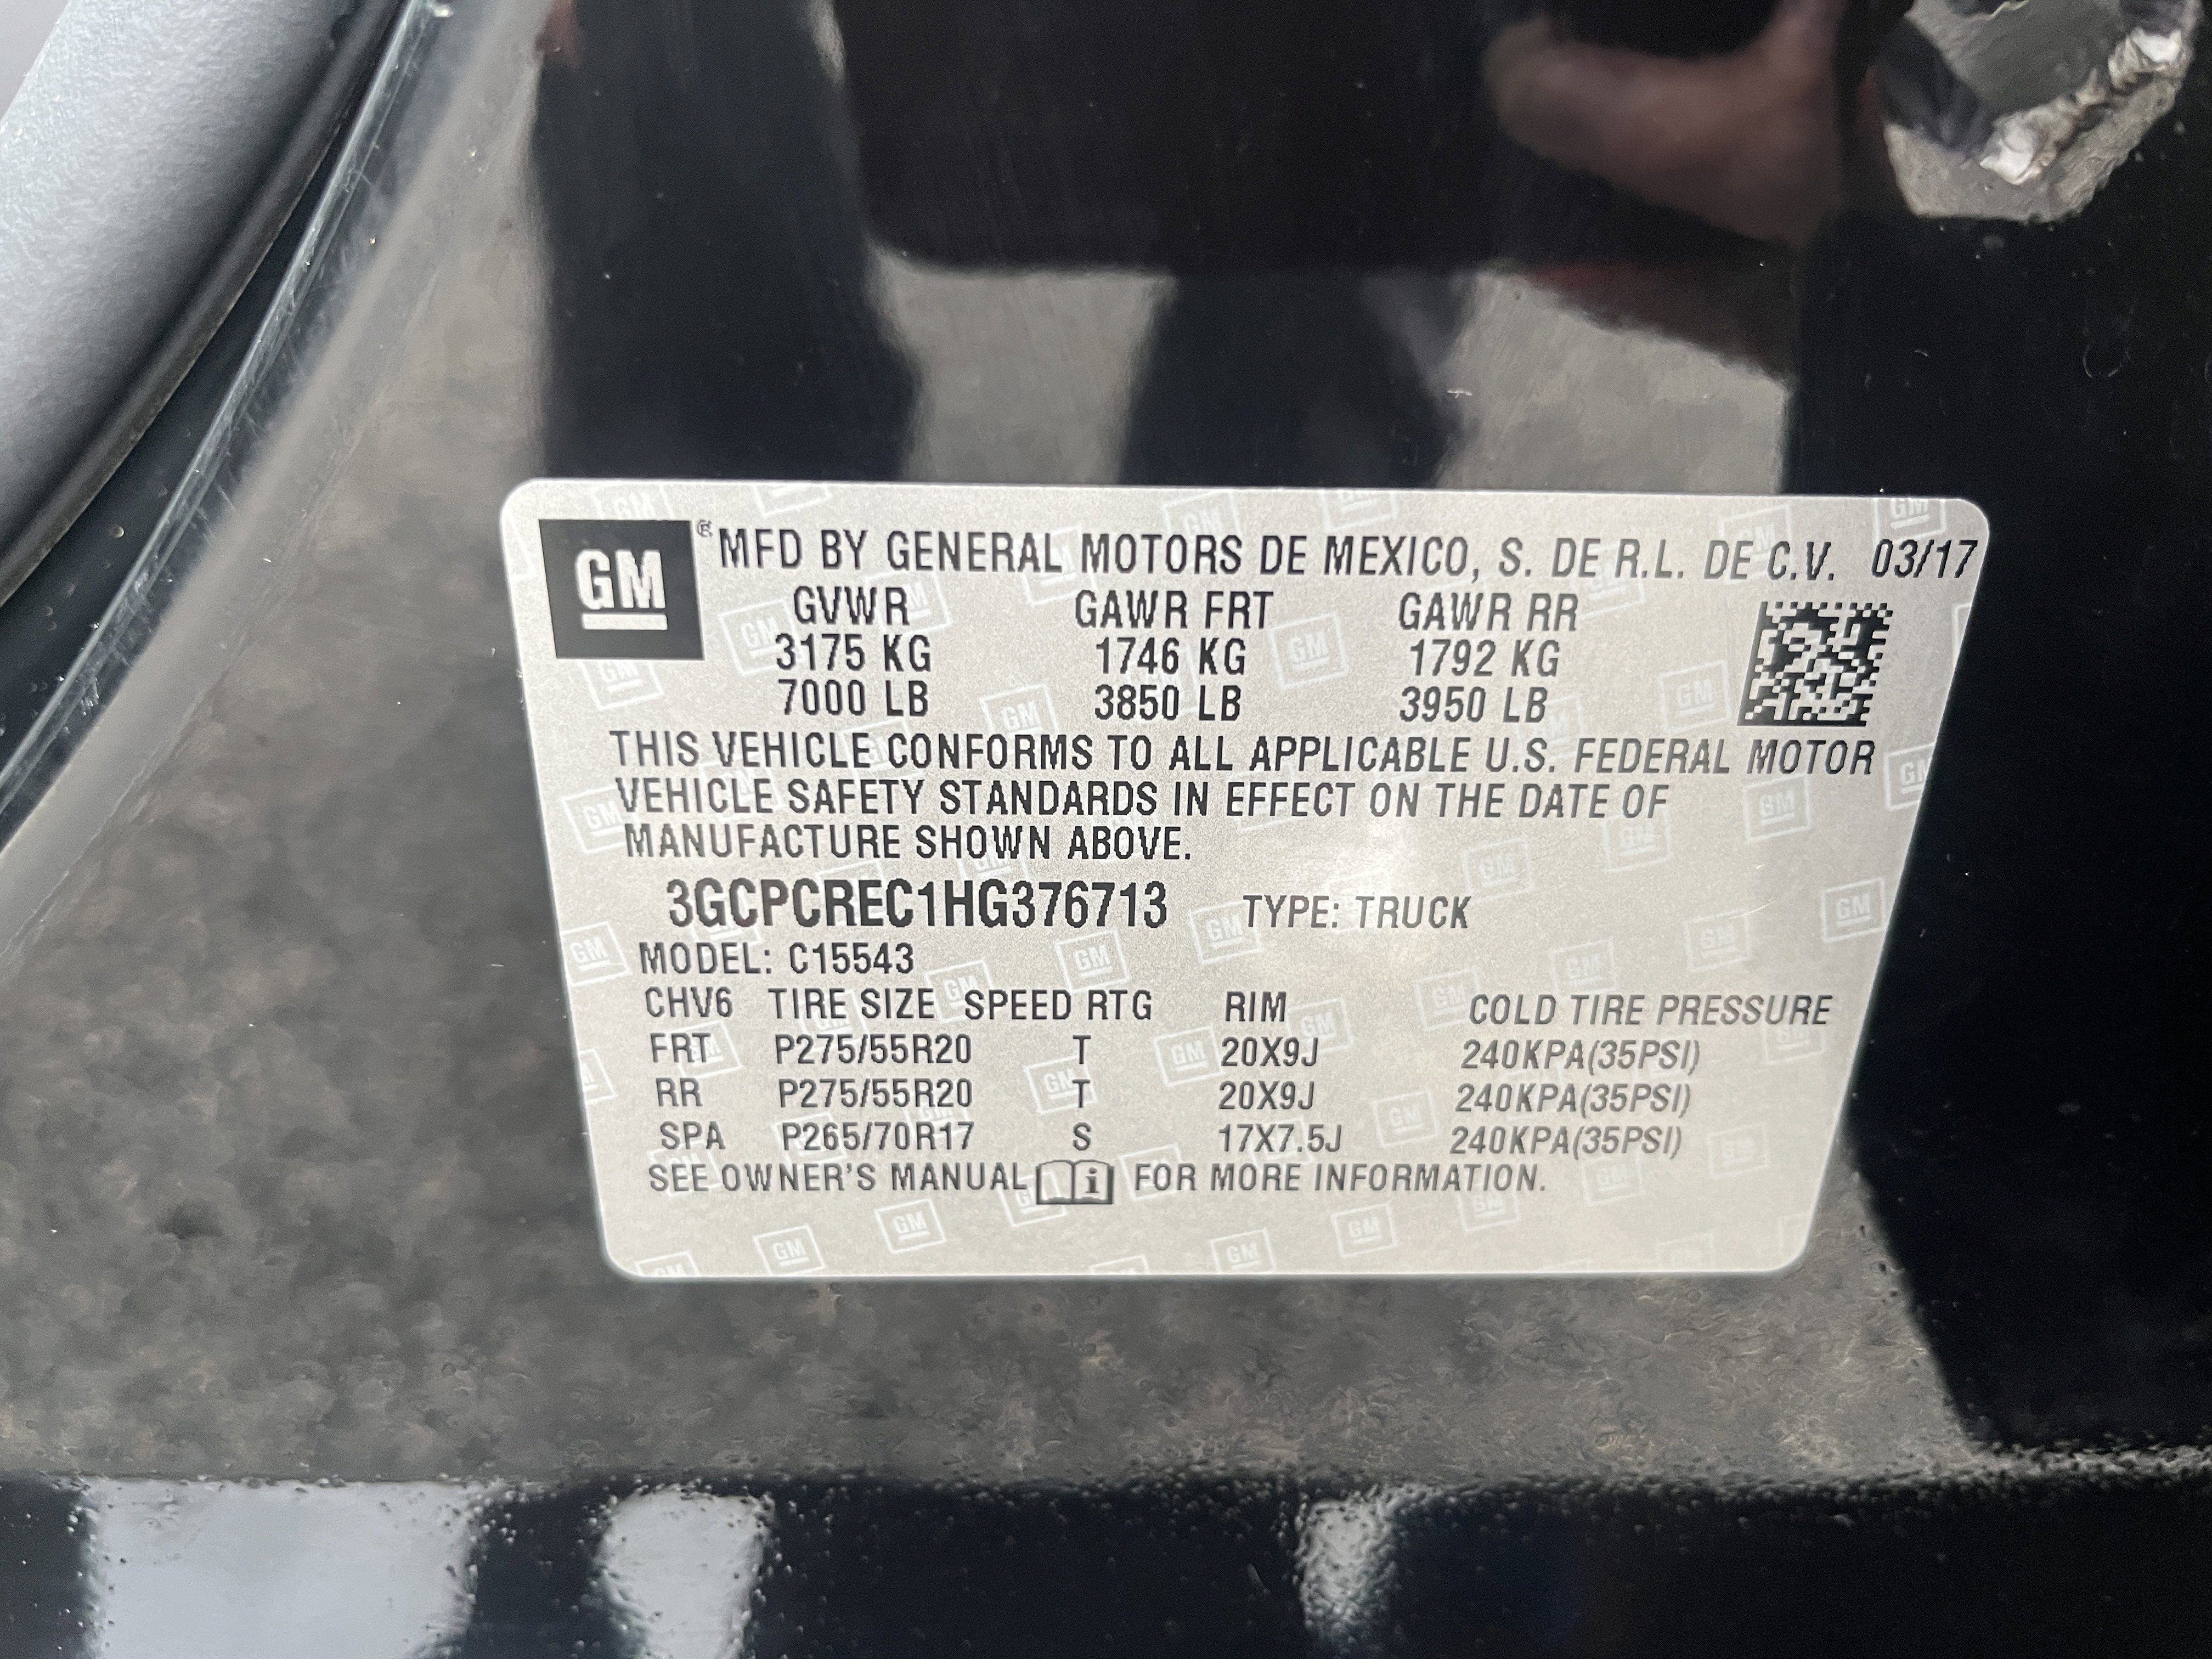 GM ® MFD BY GENERAL MOTORS DE MEXICO, S. DE R.L. DE C.V. 03/17
GVWR GAWR FRT GAWR RR
3175 KG 1746 KG 1792 KG
7000 LB 3850 LB 3950 LB
THIS VEHICLE CONFORMS TO ALL APPLICABLE U.S. FEDERAL MOTOR
VEHICLE SAFETY STANDARDS IN EFFECT ON THE DATE OF
MANUFACTURE SHOWN ABOVE.
3GCPCREC1HG376713 TYPE: TRUCK
MODEL: C15543
CHV6 TIRE SIZE SPEED RTG RIM COLD TIRE PRESSURE
FRT P275/55R20 T 20X9J 240KPA(35PSI)
RR P275/55R20 T 20X9J 240KPA(35PSI)
SPA P265/70R17 S 17X7.5J 240KPA(35PSI)
SEE OWNER'S MANUAL i FOR MORE INFORMATION.